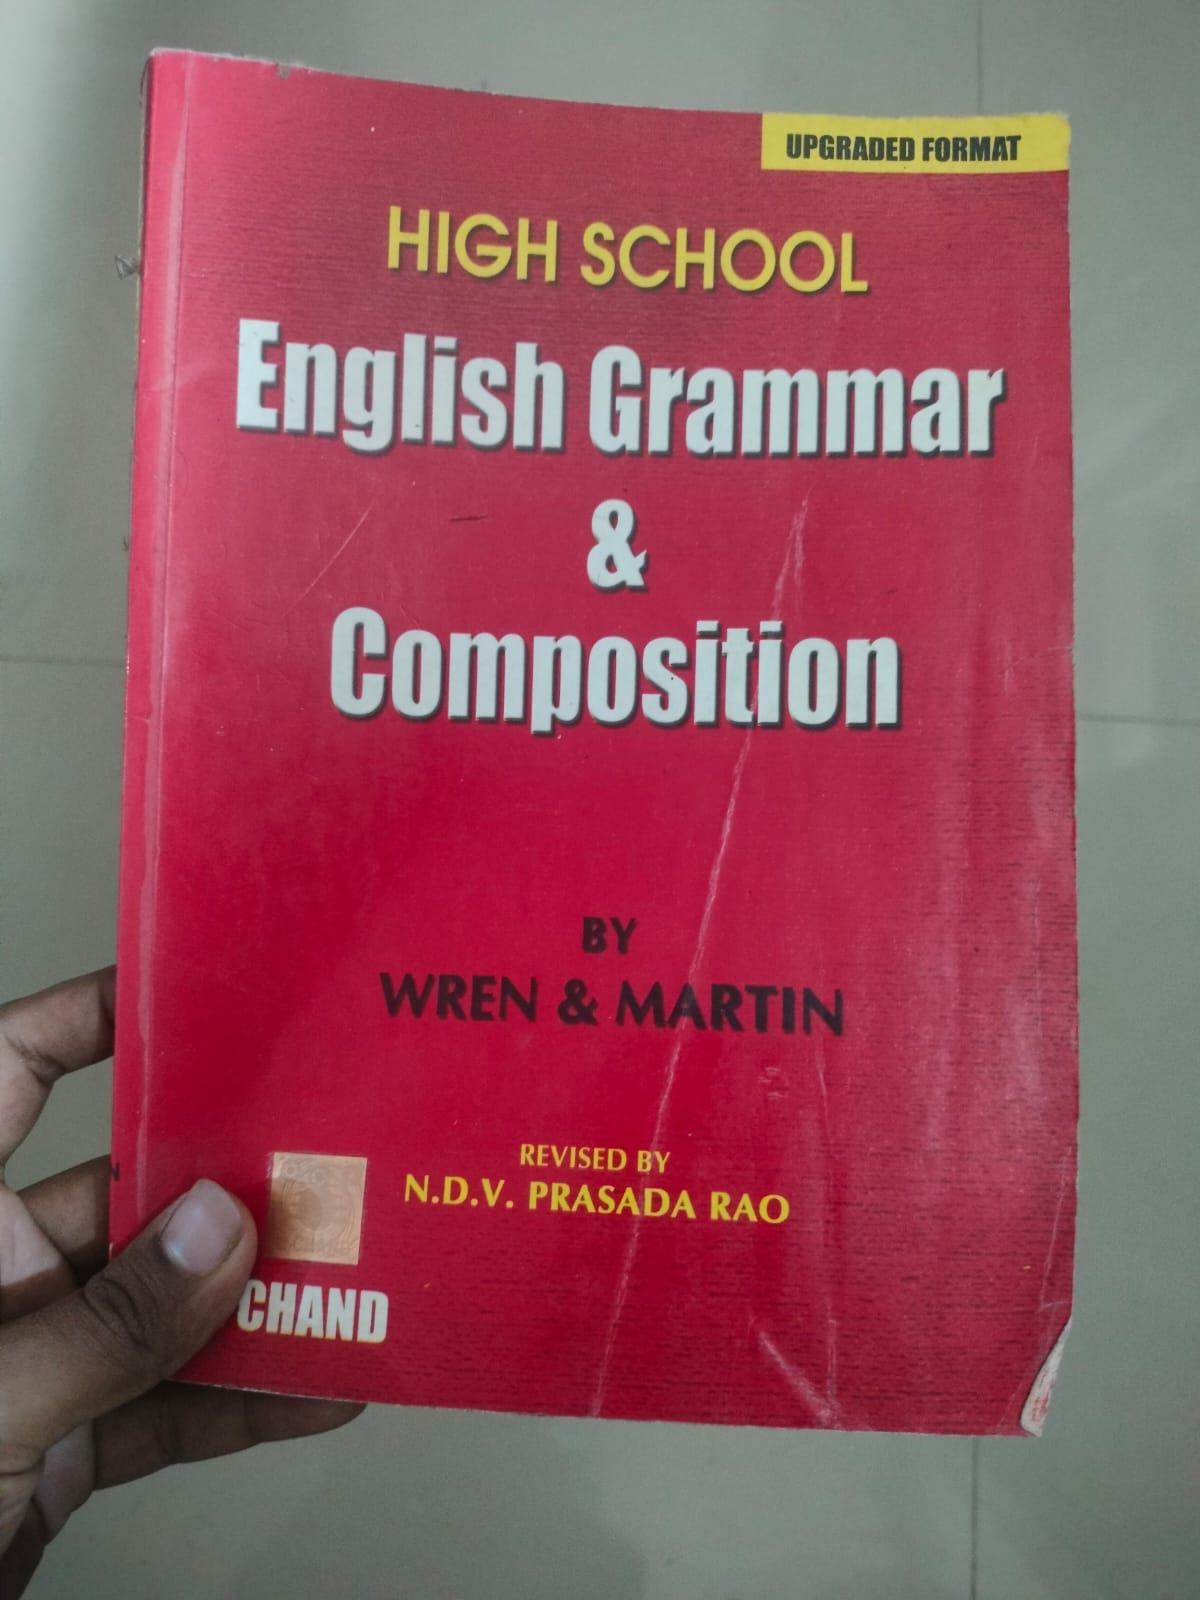 UPGRADED FORMAT
HIGH SCHOOL
English Grammar
&
Composition
BY
WREN & MARTIN
REVISED BY
N.D.V. PRASADA RAO
CHAND